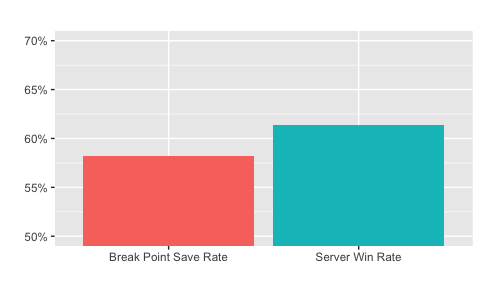 70%
65%
60%
55%
50%
Break Point Save Rate
Server Win Rate